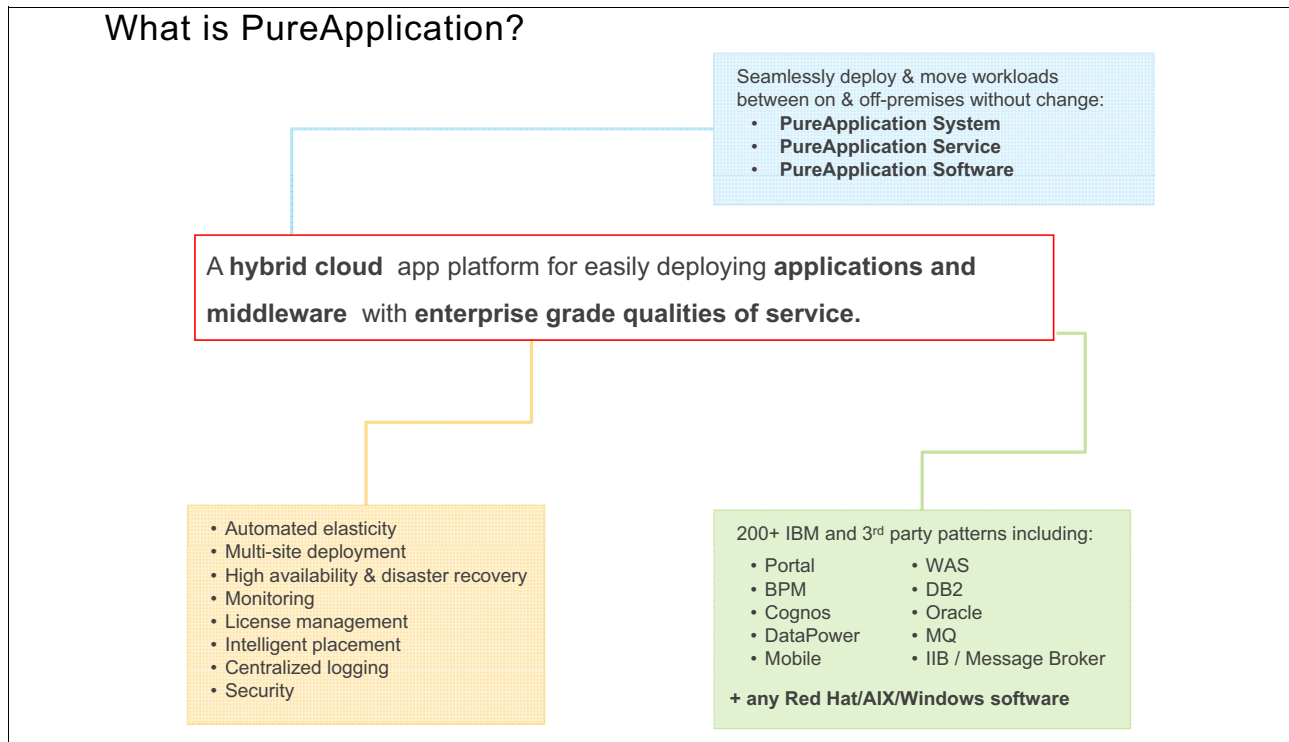 What is PureApplication?
Seamlessly deploy & move workloads
between on & off-premises without change:
• PureApplication System
• PureApplication Service
• PureApplication Software
A hybrid cloud app platform for easily deploying applications and
middleware with enterprise grade qualities of service.
• Automated elasticity
• Multi-site deployment
• High availability & disaster recovery
• Monitoring
• License management
• Intelligent placement
• Centralized logging
• Security
200+ IBM and 3rd party patterns including:
• Portal
• BPM
• Cognos
• DataPower
• Mobile
• WAS
• DB2
• Oracle
• MQ
• IIB / Message Broker
+ any Red Hat/AIX/Windows software